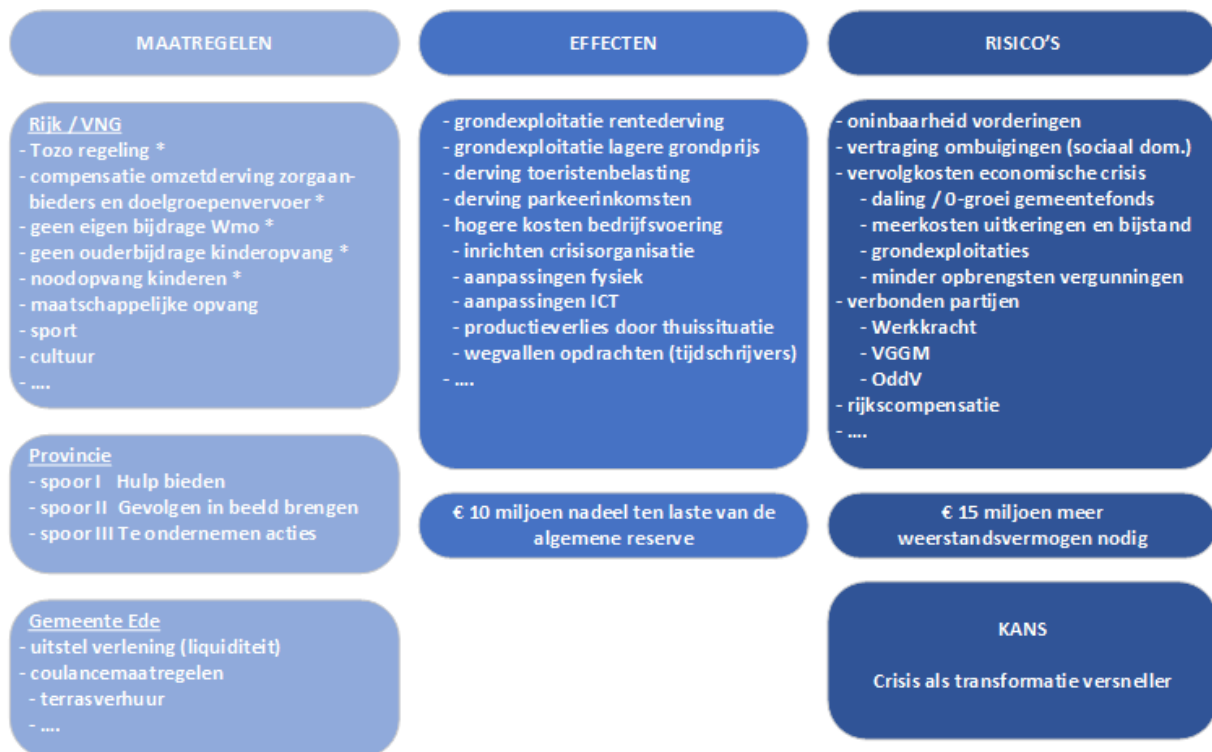 MAATREGELEN
Rijk / VNG
- Tozo regeling *
- compensatie omzetderving zorgaan-
bieders en doelgroepenvervoer *
- geen eigen bijdrage Wmo *
- geen ouderbijdrage kinderopvang *
- noodopvang kinderen *
- maatschappelijke opvang
- sport
- cultuur
- ....
Provincie
- spoor I Hulp bieden
- spoor II Gevolgen in beeld brengen
- spoor III Te ondernemen acties
Gemeente Ede
- uitstel verlening (liquiditeit)
- coulancemaatregelen
- terrasverhuur
- ....
EFFECTEN
- grondexploitatie rentederving
- grondexploitatie lagere grondprijs
- derving toeristenbelasting
- derving parkeerinkomsten
- hogere kosten bedrijfsvoering
- inrichten crisisorganisatie
- aanpassingen fysiek
- aanpassingen ICT
- productieverlies door thuissituatie
- wegvallen opdrachten (tijdschrijvers)
- ....
€ 10 miljoen nadeel ten laste van de
algemene reserve
RISICO'S
- oninbaarheid vorderingen
- vertraging ombuigingen (sociaal dom.)
- vervolgkosten economische crisis
- daling / 0-groei gemeentefonds
- meerkosten uitkeringen en bijstand
- grondexploitaties
- minder opbrengsten vergunningen
- verbonden partijen
- Werkkracht
- VGGM
- OddV
- rijkscompensatie
- ....
€ 15 miljoen meer
weerstandsvermogen nodig
KANS
Crisis als transformatie versneller